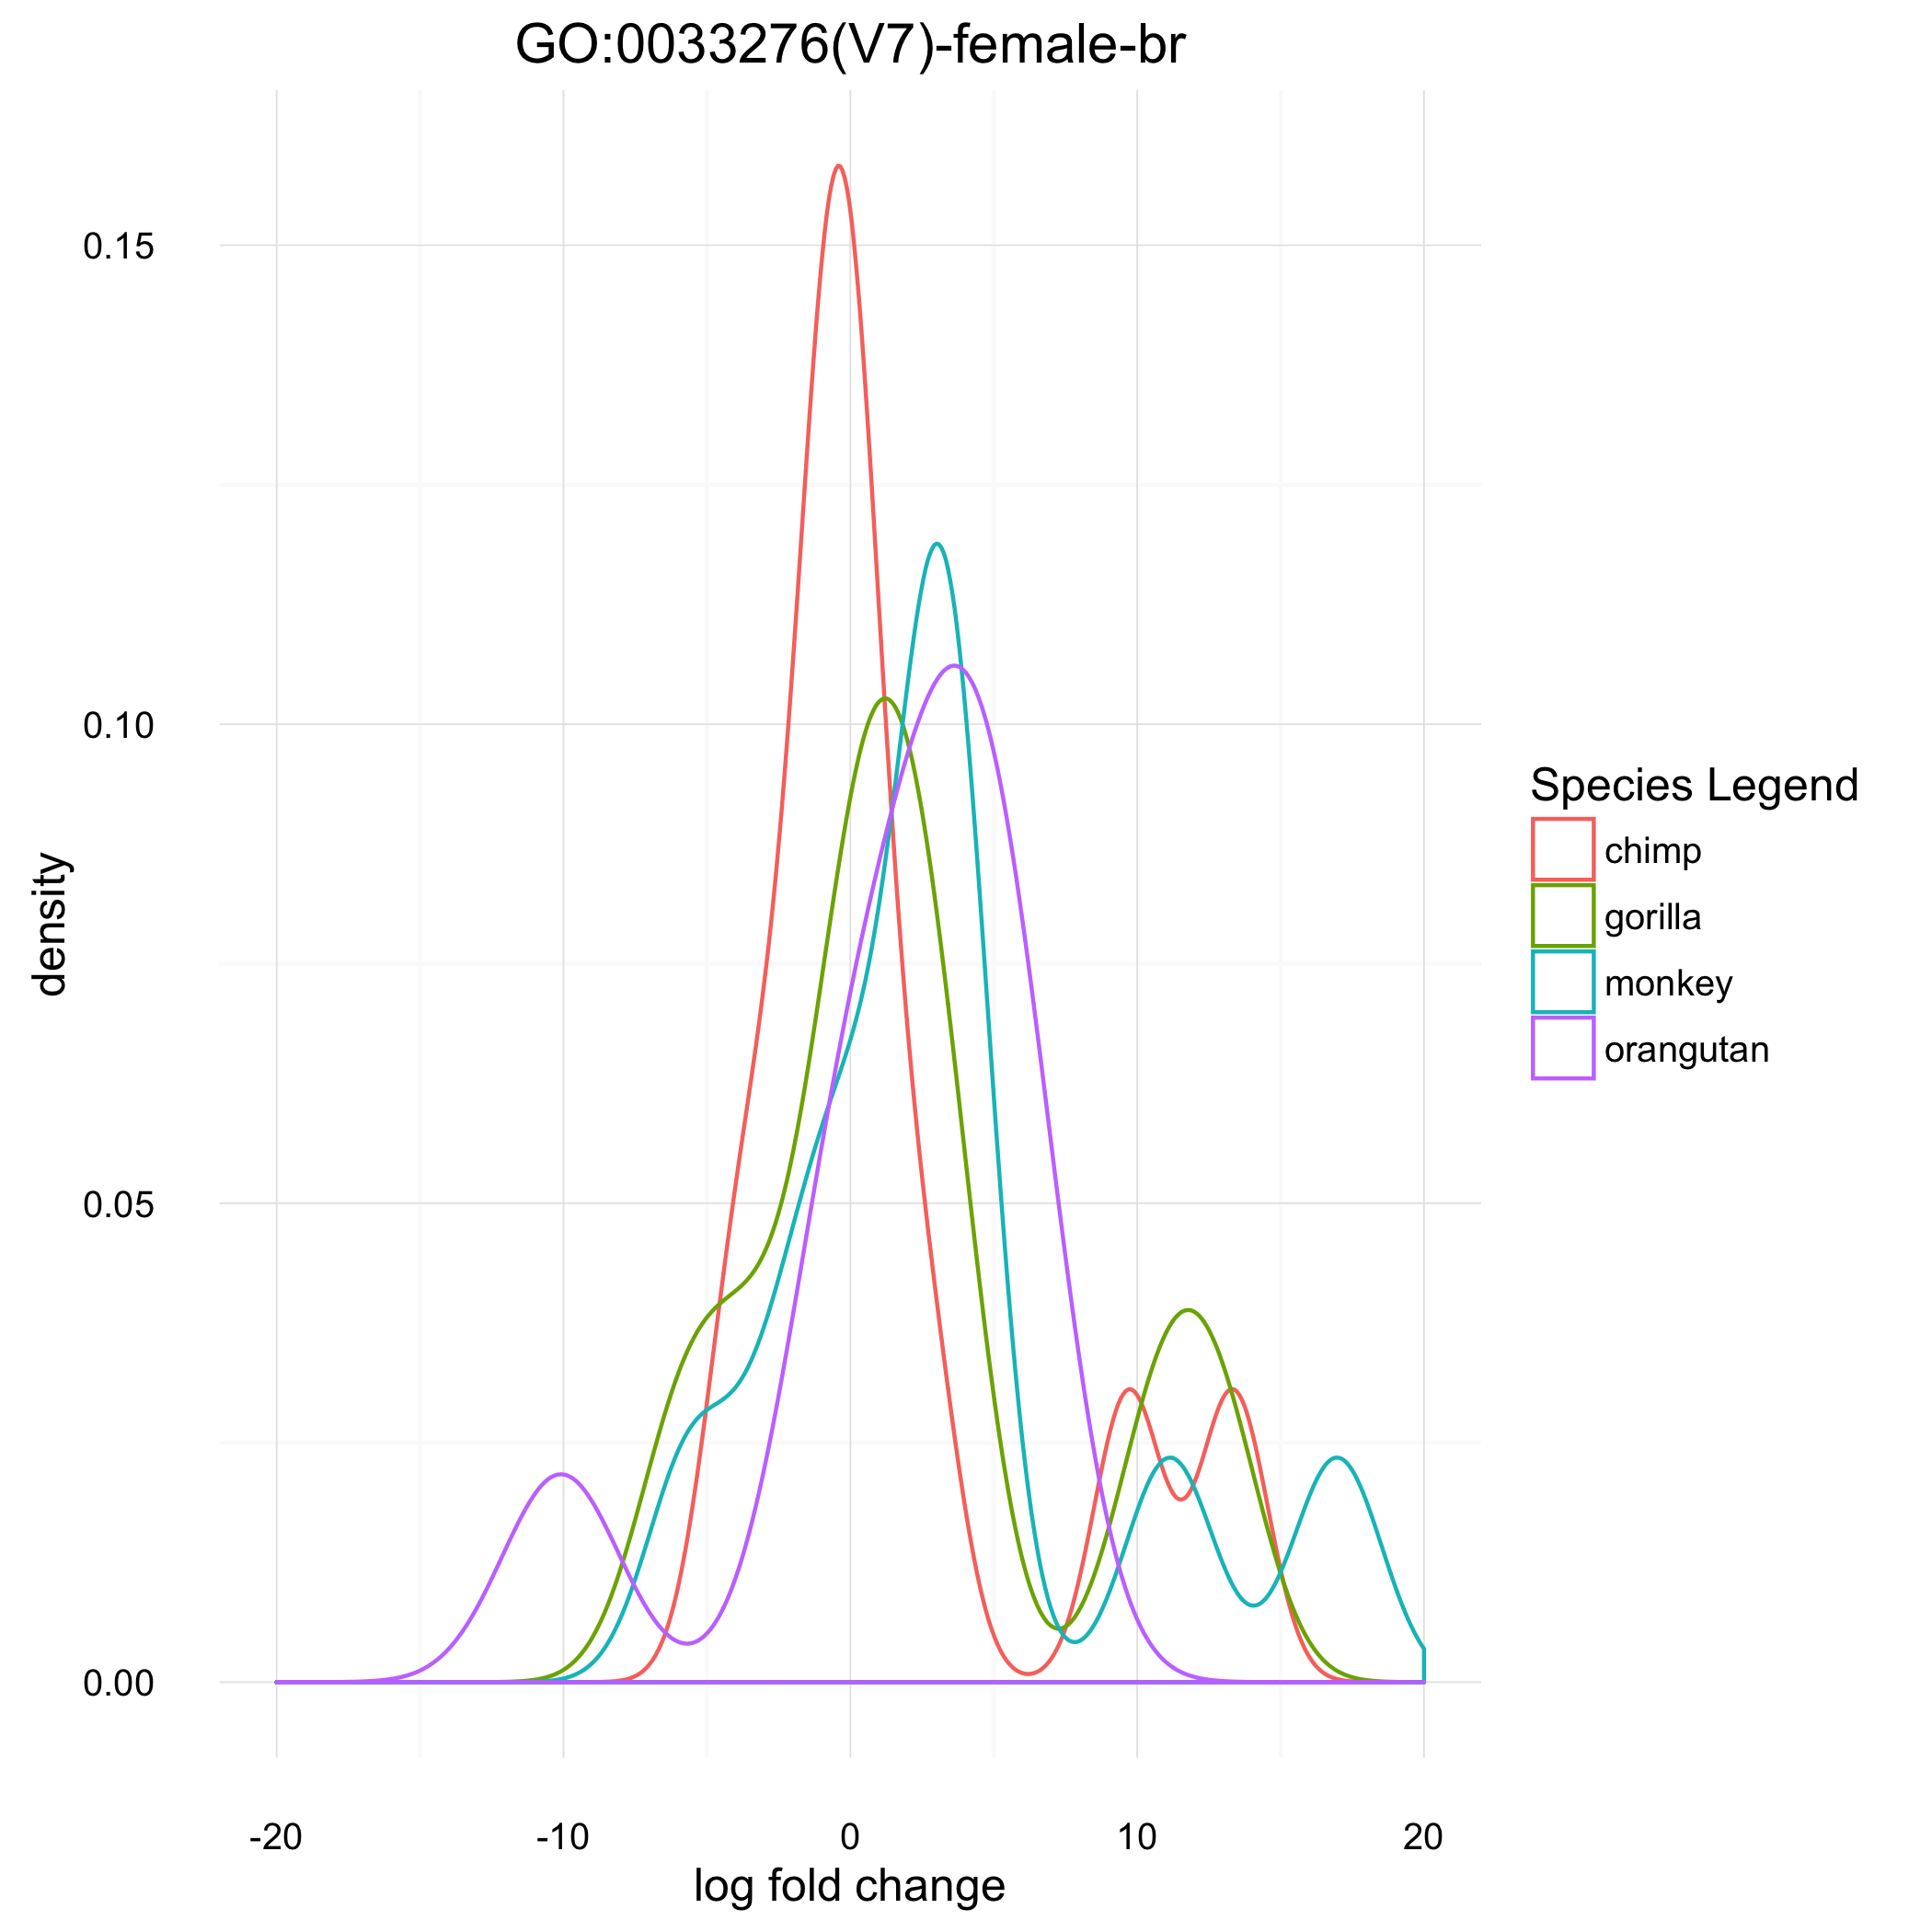 GO:0033276(V7)-female-br
0.15
0.10
0.05
0.00
density
-20
-10
0
10
20
log fold change
Species Legend
chimp
gorilla
monkey
orangutan